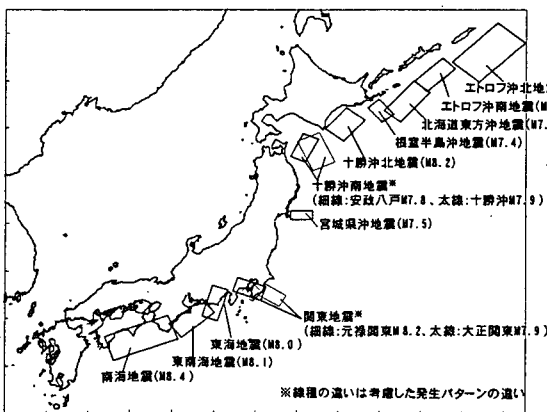 エトロフ沖北地
エトロフ沖南地震(M
北海道東方沖地震(M7.
根室半島沖地震(M7.4)
十勝沖北地震(M8.2)
十勝沖南地震※
(細線:安政八戸M7.8、太線:十勝沖M7.9)
宮城県沖地震(M7.5)
関東地震※
(細線:元禄関東M8.2、太線:大正関東M7.9)
東海地震(M8.0)
東南海地震(M8.1)
南海地震(M8.4)
※線種の違いは考慮した発生パターンの違い